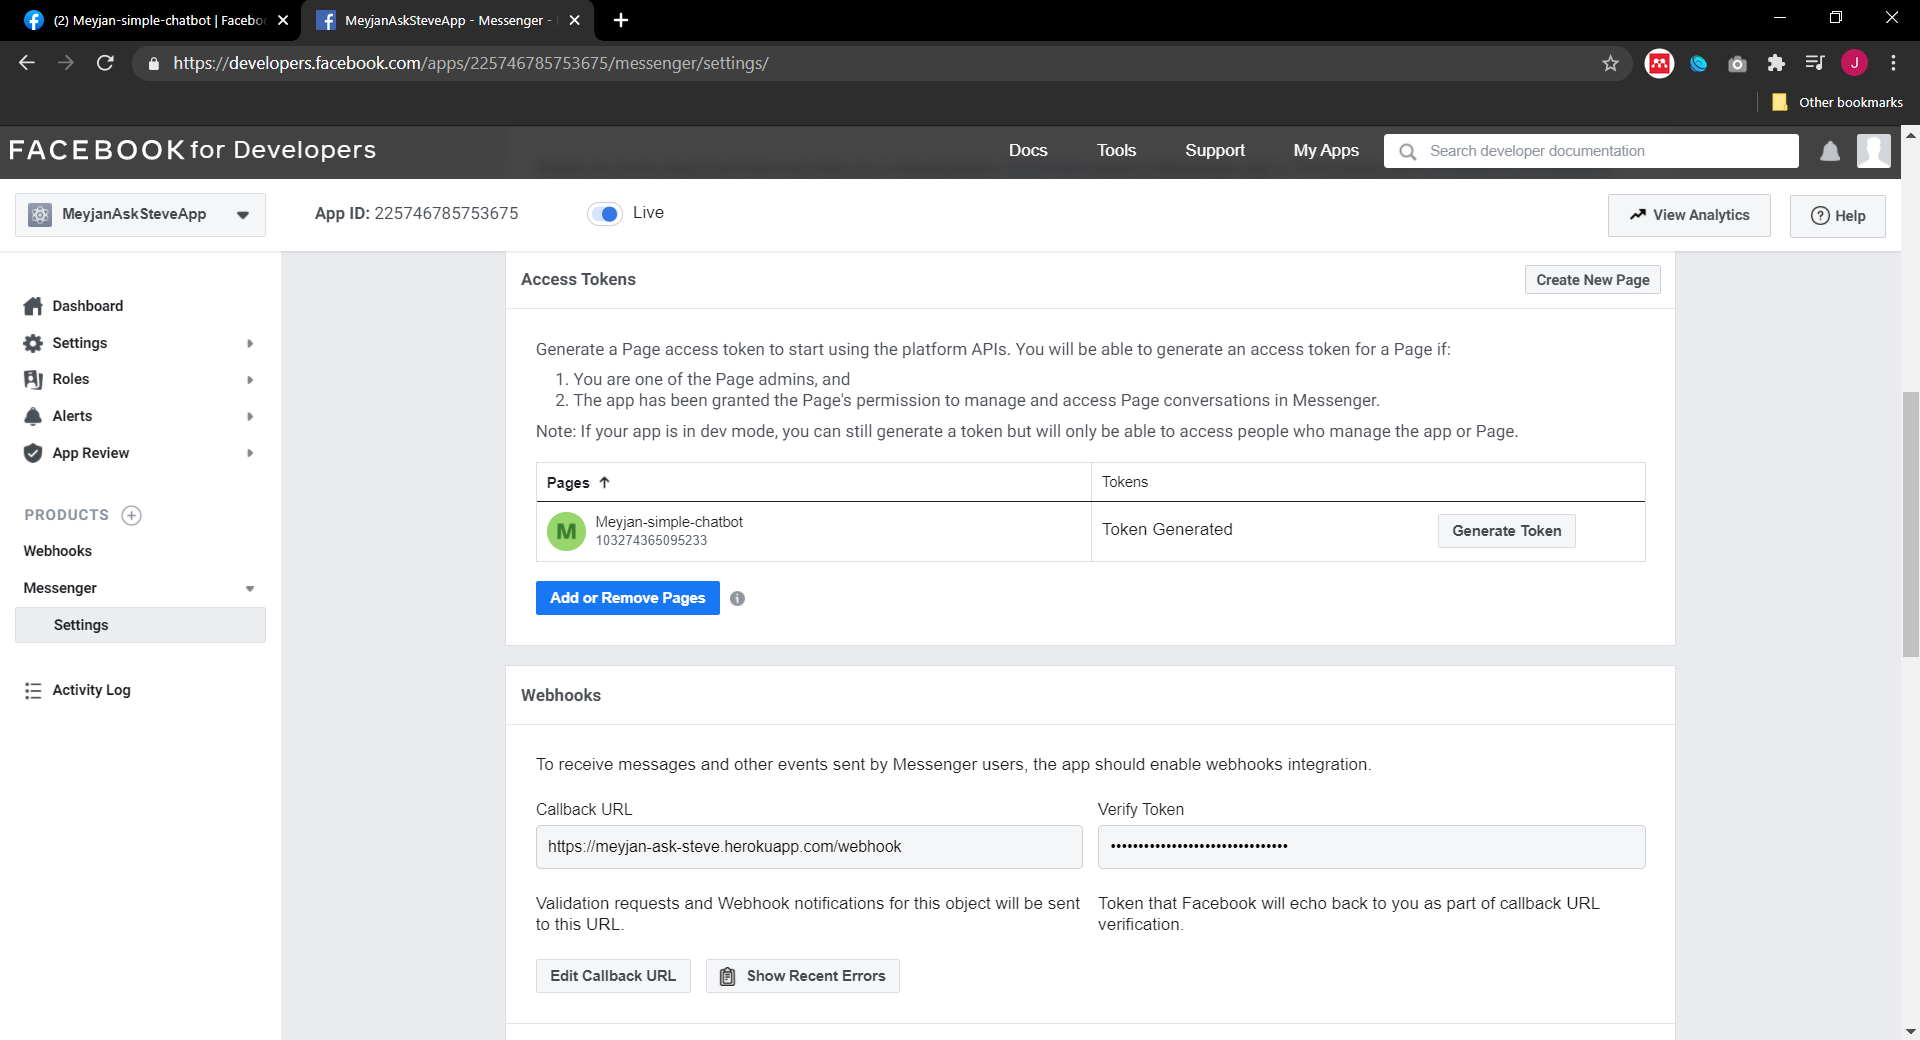 (2) Meyjan-simple-chatbot | Facebo
MeyjanAskSteveApp - Messenger -
https://developers.facebook.com/apps/225746785753675/messenger/settings/
J
Other bookmarks
FACEBOOK for Developers
Docs
Tools
Support
My Apps
Search developer documentation
MeyjanAskSteveApp
App ID: 225746785753675
Live
View Analytics
Help
Dashboard
Settings
Roles
Alerts
App Review
PRODUCTS
Webhooks
Messenger
Settings
Activity Log
Access Tokens
Create New Page
Generate a Page access token to start using the platform APIs. You will be able to generate an access token for a Page if:
1. You are one of the Page admins, and
2. The app has been granted the Page's permission to manage and access Page conversations in Messenger.
Note: If your app is in dev mode, you can still generate a token but will only be able to access people who manage the app or Page.
Pages
Tokens
M
Meyjan-simple-chatbot
103274365095233
Token Generated
Generate Token
Add or Remove Pages
Webhooks
To receive messages and other events sent by Messenger users, the app should enable webhooks integration.
Callback URL
Verify Token
https://meyjan-ask-steve.herokuapp.com/webhook
••••••••••••••••••••••••••••••••
Validation requests and Webhook notifications for this object will be sent
to this URL.
Token that Facebook will echo back to you as part of callback URL
verification.
Edit Callback URL
Show Recent Errors